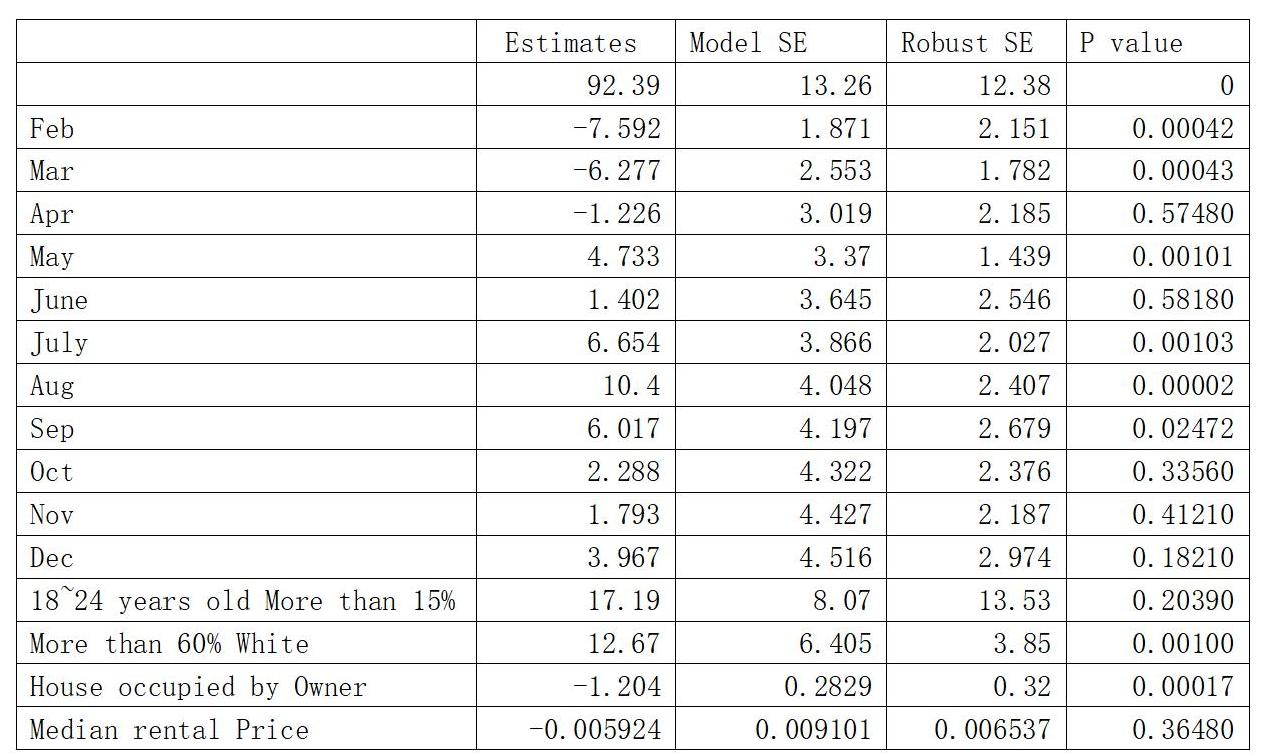 Estimates Model SE Robust SE P value
92.39 13.26 12.38 0
Feb -7.592 1.871 2.151 0.00042
Mar -6.277 2.553 1.782 0.00043
Apr -1.226 3.019 2.185 0.57480
May 4.733 3.37 1.439 0.00101
June 1.402 3.645 2.546 0.58180
July 6.654 3.866 2.027 0.00103
Aug 10.4 4.048 2.407 0.00002
Sep 6.017 4.197 2.679 0.02472
Oct 2.288 4.322 2.376 0.33560
Nov 1.793 4.427 2.187 0.41210
Dec 3.967 4.516 2.974 0.18210
18~24 years old More than 15% 17.19 8.07 13.53 0.20390
More than 60% White 12.67 6.405 3.85 0.00100
House occupied by Owner -1.204 0.2829 0.32 0.00017
Median rental Price -0.005924 0.009101 0.006537 0.36480